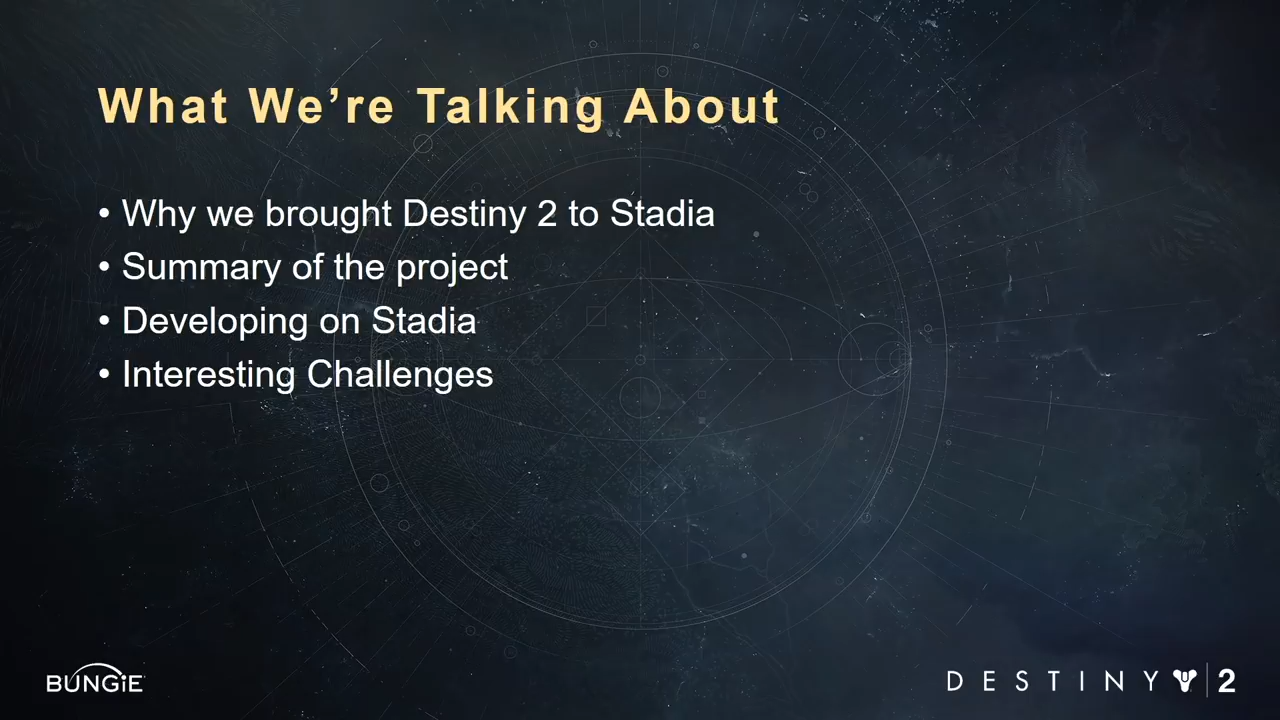 What We’re Talking About
• Why we brought Destiny 2 to Stadia
• Summary of the project
• Developing on Stadia
• Interesting Challenges
BUNGiE
DESTINY 2